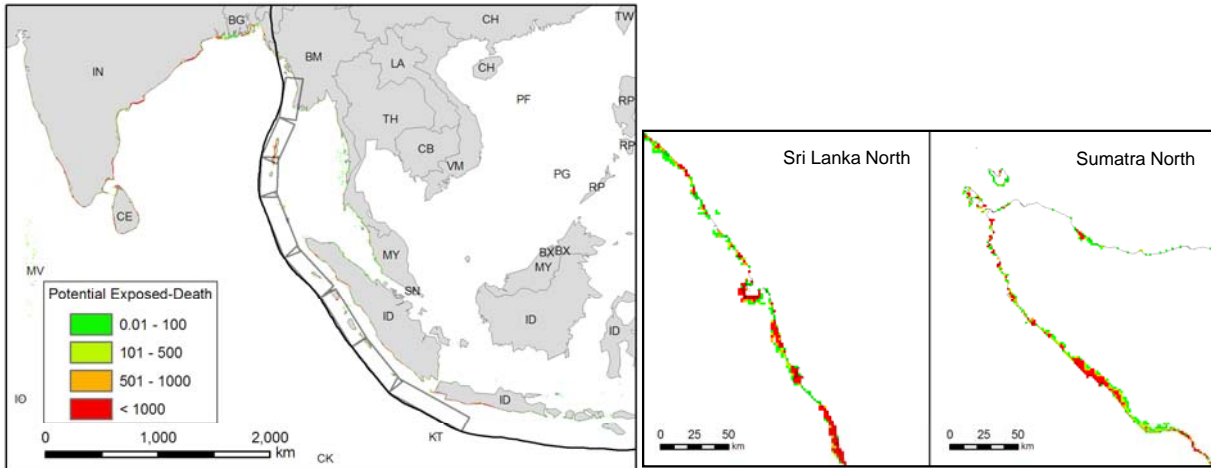 BG
CH
TW
IN
BM
LA
CH
PF
RP
TH
CB
RP
VM
PG
RP
CE
MV
MY
BX
BX
MY
SN
ID
ID
ID
IO
ID
KT
CK
Potential Exposed-Death
0.01 - 100
101 - 500
501 - 1000
< 1000
0 1,000 2,000
km
Sri Lanka North
0 25 50
km
Sumatra North
0 25 50
km